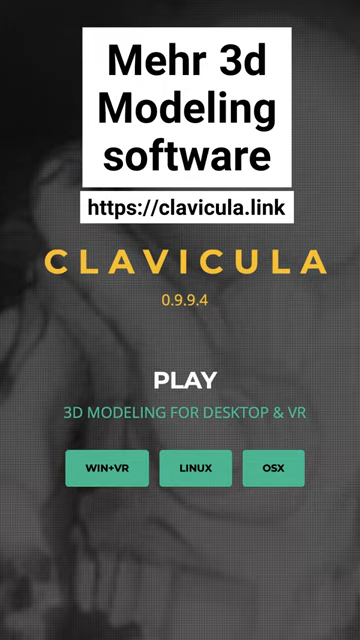 Mehr 3d
Modeling
software
https://clavicula.link
CLAVICULA
0.9.9.4
PLAY
3D MODELING FOR DESKTOP & VR
WIN+VR LINUX OSX